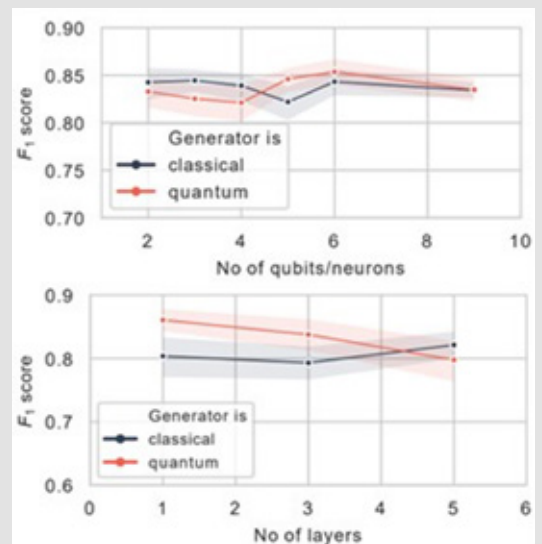 0.90
0.85
0.80
0.75
0.70
F1 score
Generator is
classical
quantum
2 4 6 8 10
No of qubits/neurons
0.9
0.8
0.7
0.6
F1 score
Generator is
classical
quantum
0 1 2 3 4 5 6
No of layers